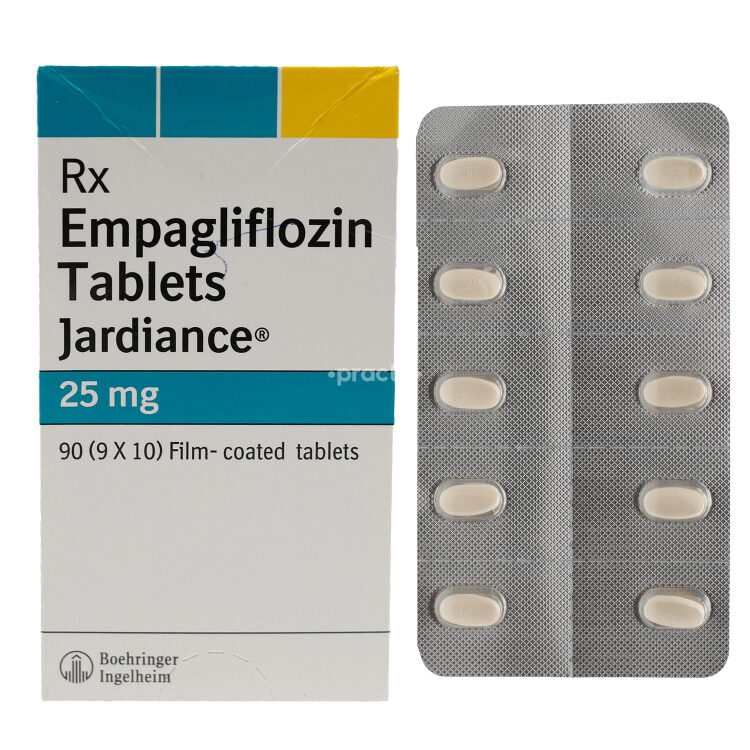 Rx
Empagliflozin
Tablets
Jardiance®
25 mg
90 (9 X 10) Film- coated tablets
Boehringer
Ingelheim